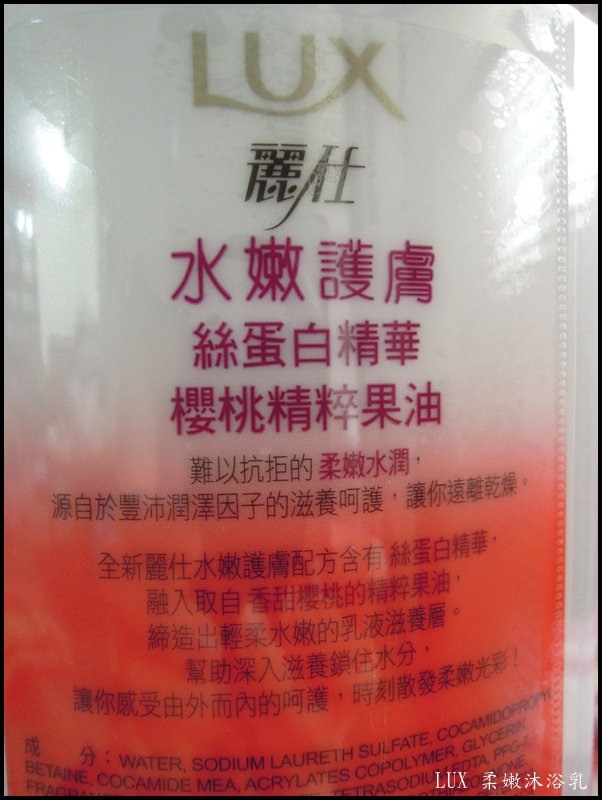 LUX
麗仕
水嫩護膚
絲蛋白精華
櫻桃精粹果油
難以抗拒的 柔嫩水潤，
源自於豐沛潤澤因子的滋養呵護，讓你遠離乾燥。
全新麗仕水嫩護膚配方含有 絲蛋白精華，
融入取自 香甜櫻桃的精粹果油，
締造出輕柔水嫩的乳液滋養層。
幫助深入滋養鎖住水分，
讓你感受由外而內的呵護，時刻散發柔嫩光彩！
成 分：WATER, SODIUM LAURETH SULFATE, COCAMIDOPROPYL
BETAINE, COCAMIDE MEA, ACRYLATES COPOLYMER, GLYCERIN
TETRASODIUM EDTA, PPG-
LUX 柔嫩沐浴乳